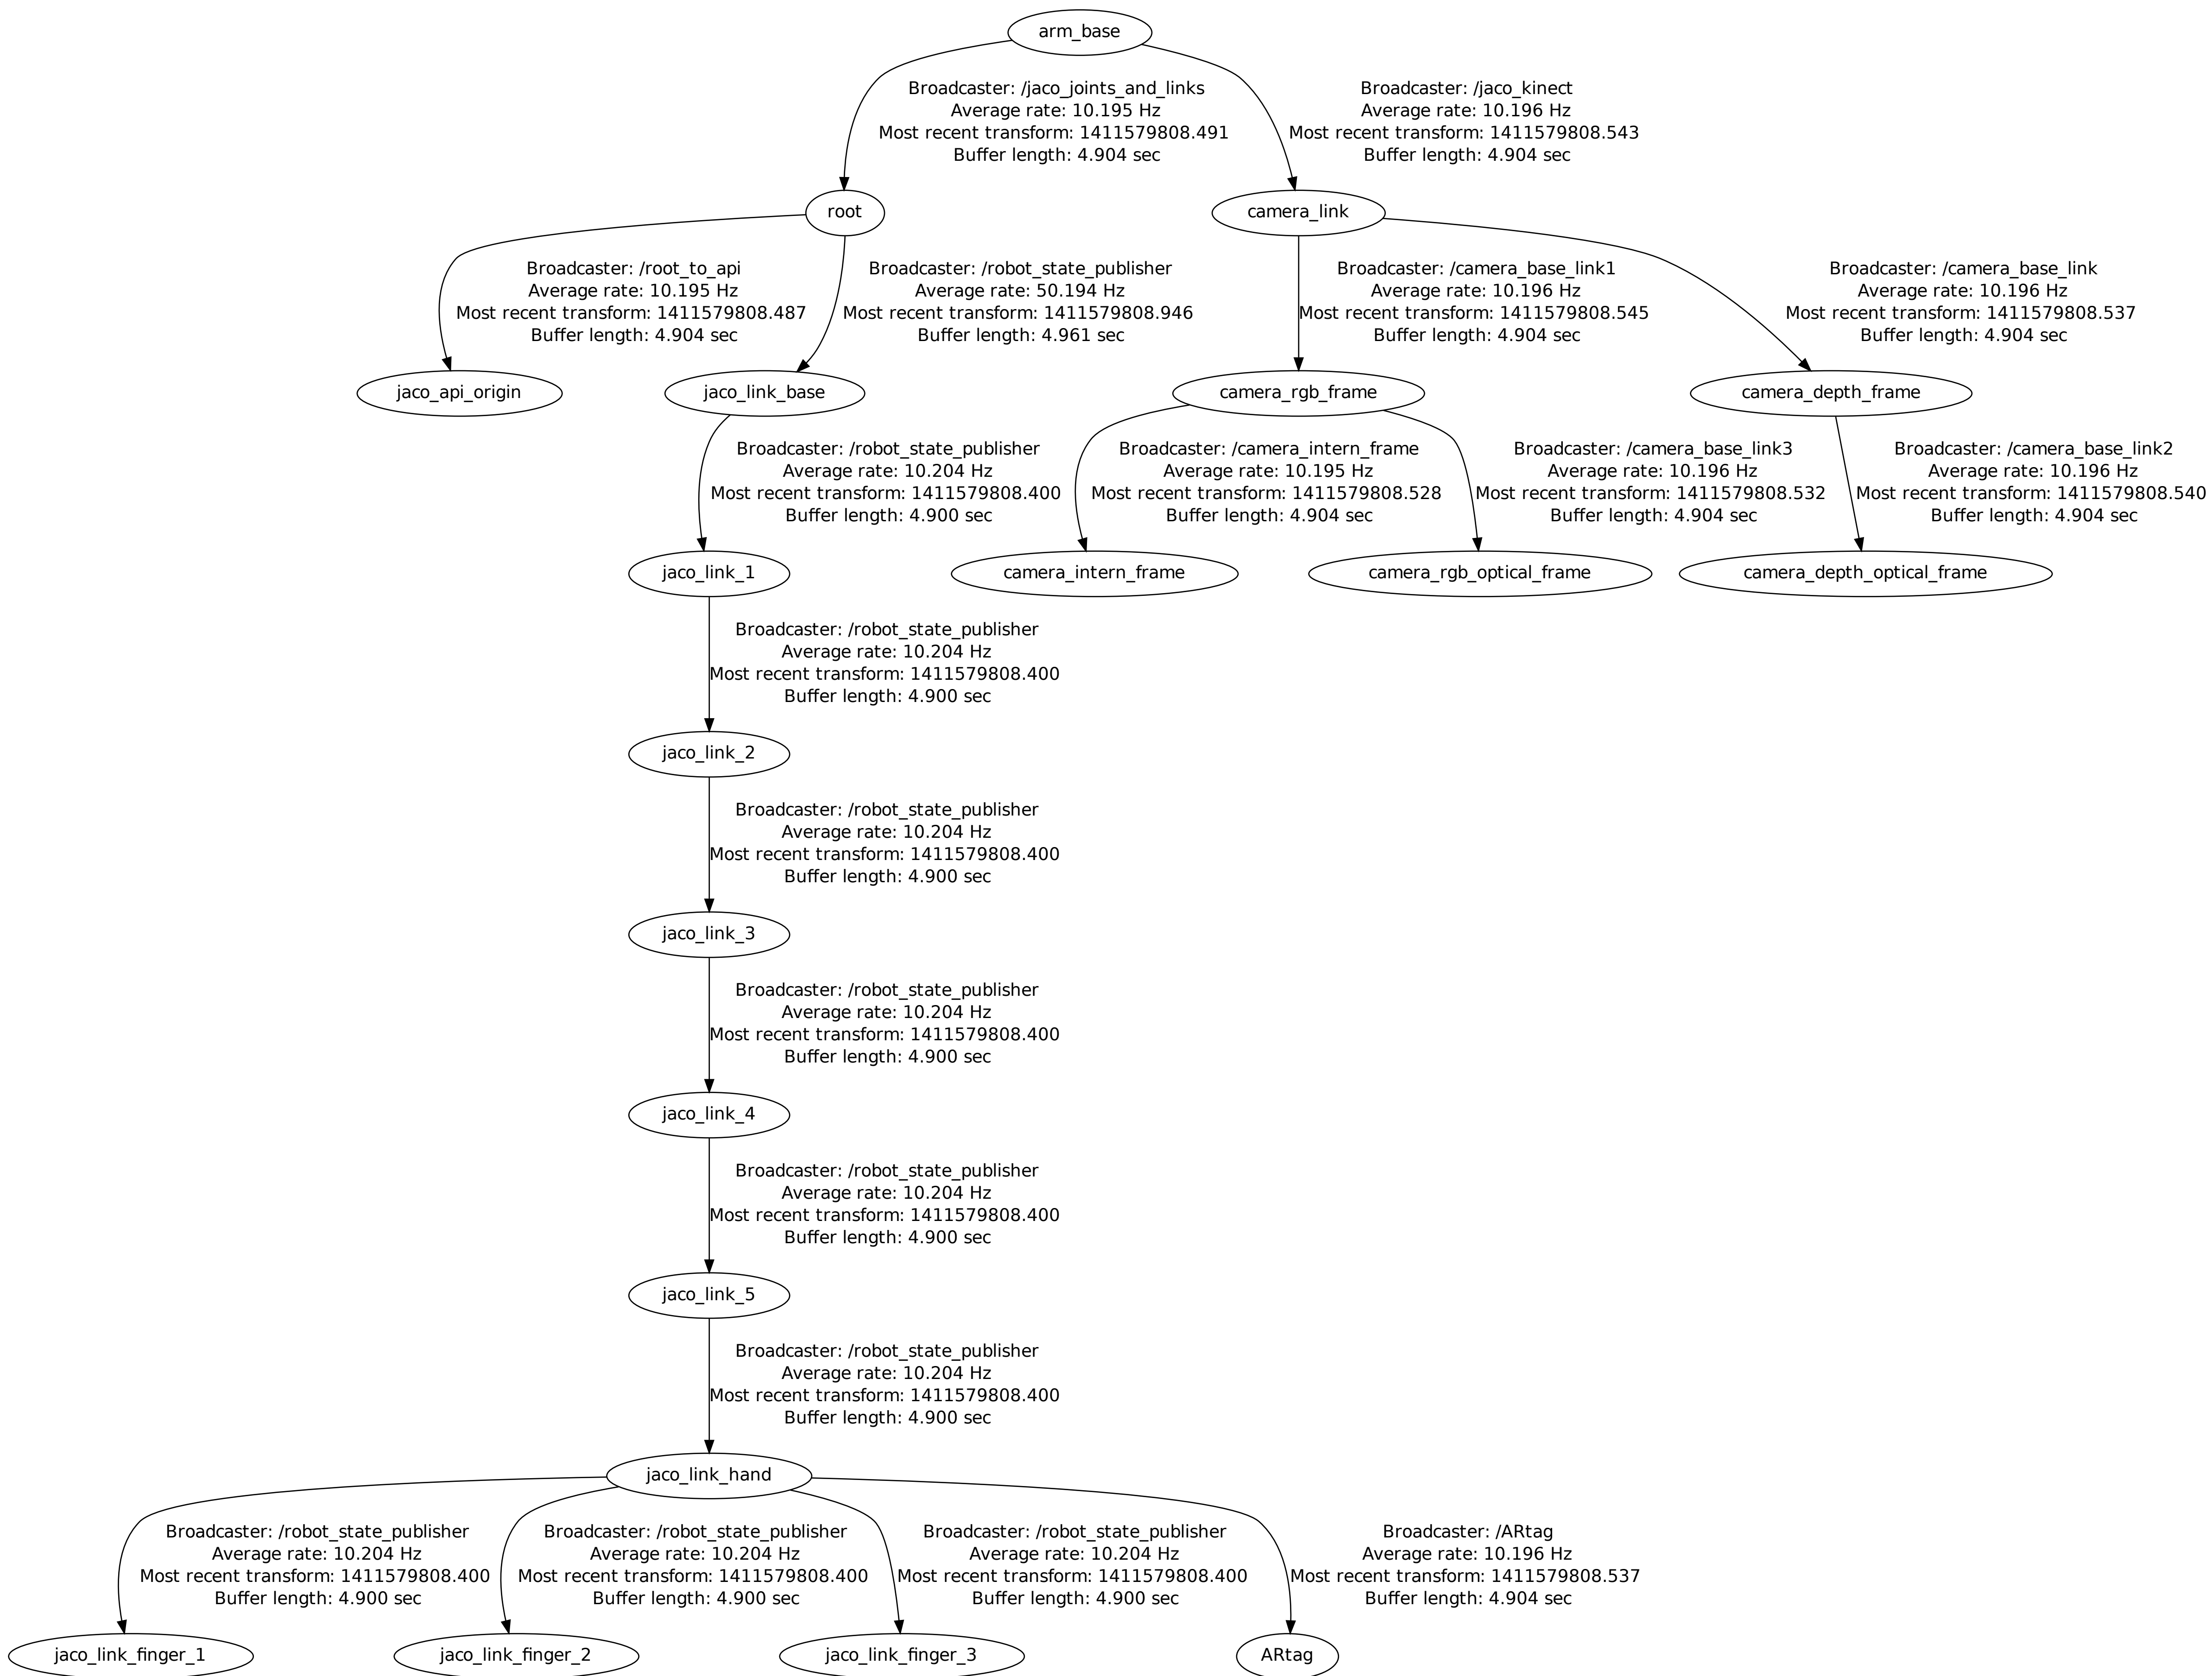 arm_base
Broadcaster: /jaco_joints_and_links
Average rate: 10.195 Hz
Most recent transform: 1411579808.491
Buffer length: 4.904 sec
Broadcaster: /jaco_kinect
Average rate: 10.196 Hz
Most recent transform: 1411579808.543
Buffer length: 4.904 sec
root
camera_link
Broadcaster: /root_to_api
Average rate: 10.195 Hz
Most recent transform: 1411579808.487
Buffer length: 4.904 sec
Broadcaster: /robot_state_publisher
Average rate: 50.194 Hz
Most recent transform: 1411579808.946
Buffer length: 4.961 sec
Broadcaster: /camera_base_link1
Average rate: 10.196 Hz
Most recent transform: 1411579808.545
Buffer length: 4.904 sec
Broadcaster: /camera_base_link
Average rate: 10.196 Hz
Most recent transform: 1411579808.537
Buffer length: 4.904 sec
jaco_api_origin
jaco_link_base
camera_rgb_frame
camera_depth_frame
Broadcaster: /robot_state_publisher
Average rate: 10.204 Hz
Most recent transform: 1411579808.400
Buffer length: 4.900 sec
Broadcaster: /camera_intern_frame
Average rate: 10.195 Hz
Most recent transform: 1411579808.528
Buffer length: 4.904 sec
Broadcaster: /camera_base_link3
Average rate: 10.196 Hz
Most recent transform: 1411579808.532
Buffer length: 4.904 sec
Broadcaster: /camera_base_link2
Average rate: 10.196 Hz
Most recent transform: 1411579808.540
Buffer length: 4.904 sec
jaco_link_1
camera_intern_frame
camera_rgb_optical_frame
camera_depth_optical_frame
Broadcaster: /robot_state_publisher
Average rate: 10.204 Hz
Most recent transform: 1411579808.400
Buffer length: 4.900 sec
jaco_link_2
Broadcaster: /robot_state_publisher
Average rate: 10.204 Hz
Most recent transform: 1411579808.400
Buffer length: 4.900 sec
jaco_link_3
Broadcaster: /robot_state_publisher
Average rate: 10.204 Hz
Most recent transform: 1411579808.400
Buffer length: 4.900 sec
jaco_link_4
Broadcaster: /robot_state_publisher
Average rate: 10.204 Hz
Most recent transform: 1411579808.400
Buffer length: 4.900 sec
jaco_link_5
Broadcaster: /robot_state_publisher
Average rate: 10.204 Hz
Most recent transform: 1411579808.400
Buffer length: 4.900 sec
jaco_link_hand
Broadcaster: /robot_state_publisher
Average rate: 10.204 Hz
Most recent transform: 1411579808.400
Buffer length: 4.900 sec
Broadcaster: /robot_state_publisher
Average rate: 10.204 Hz
Most recent transform: 1411579808.400
Buffer length: 4.900 sec
Broadcaster: /robot_state_publisher
Average rate: 10.204 Hz
Most recent transform: 1411579808.400
Buffer length: 4.900 sec
Broadcaster: /ARtag
Average rate: 10.196 Hz
Most recent transform: 1411579808.537
Buffer length: 4.904 sec
jaco_link_finger_1
jaco_link_finger_2
jaco_link_finger_3
ARtag